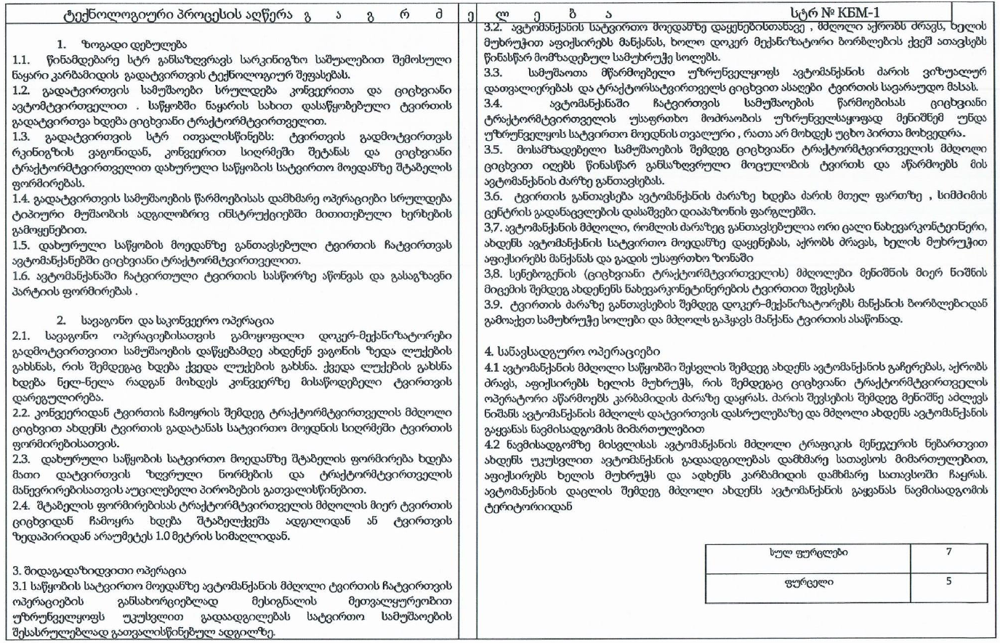 ტექნოლოგიური პროცესის აღწერა გ ა გ რ ძ ე ლ ე ბ ა
სტრ № КБМ-1
1. ზოგადი დებულება
1.1. წინამდებარე სტრ განსაზღვრავს სარკინიგზო საშუალებით შემოსული
ნაყარი კარბამიდის გადატვირთვის ტექნოლოგიურ შეფასებას.
1.2. გადატვირთვის სამუშაოები სრულდება კონვეერითა და ციცხვიანი
ავტომტვირთველით . საწყობში ნაყარის სახით დასაწყობებული ტვირთის
გადატვირთვა ხდება ციცხვიანი ტრაქტორმტვირთველით.
1.3. გადატვირთვის სტრ ითვალისწინებს: ტვირთვის გადმოტვირთვას
რკინიგზის ვაგონიდან, კონვეერით სიღრმეში შეტანას და ციცხვიანი
ტრაქტორმტვირთველით დახურული საწყობის სატვირთო მოედანზე შტაბელის
ფორმირებას.
1.4. გადატვირთვის სამუშაოების წარმოებისას დამხმარე ოპერაციები სრულდება
ტიპიური მუშაობის ადგილობრივ ინსტრუქციებში მითითებული ხერხების
გამოყენებით.
1.5. დახურული საწყობის მოედანზე განთავსებული ტვირთის ჩატვირთვას
ავტომანქანებში ციცხვიანი ტრაქტორმტვირთველით.
1.6. ავტომანქანაში ჩატვირთული ტვირთის სასწორზე აწონვას და გასაგზავნი
პარტიის ფორმირებას .
2. სავაგონო და საკონვეერო ოპერაცია
2.1. სავაგონო ოპერაციებისათვის გამოყოფილი დოკერ-მექანიზატორები
გადმოტვირთვითი სამუშაოების დაწყებამდე ახდენენ ვაგონის ზედა ლუქების
გახსნას, რის შემდეგაც ხდება ქვედა ლუქების გახსნა. ქვედა ლუქების გახსნა
ხდება ნელ-ნელა რადგან მოხდეს კონვეერზე მისაწოდებელი ტვირთვის
დარეგულირება.
2.2. კონვეერიდან ტვირთის ჩამოყრის შემდეგ ტრაქტორმტვირთველის მძღოლი
ციცხვით ახდენს ტვირთის გადატანას სატვირთო მოედნის სიღრმეში ტვირთის
ფორმირებისათვის.
2.3. დახურული საწყობის სატვირთო მოედანზე შტაბელის ფორმირება ხდება
მათი დატვირთვის ზღვრული ნორმების და ტრაქტორმტვირთველის
მანევრირებისათვის აუცილებელი პირობების გათვალისწინებით.
2.4. შტაბელის ფორმირებისას ტრაქტორმტვირთველის მძღოლის მიერ ტვირთის
ციცხვიდან ჩამოყრა ხდება შტაბელქვეშა ადგილიდან ან ტვირთვის
ზედაპირიდან არაუმეტეს 1.0 მეტრის სიმაღლიდან.
3. შიდაგადაზიდვითი ოპერაცია
3.1 საწყობის სატვირთო მოედანზე ავტომანქანის მძღოლი ტვირთის ჩატვირთვის
ოპერაციების განსახორციებლად მესიგნალის მეთვალყურეობით
უზრუნველყოფს უკუსვლით გადაადგილებას სატვირთო სამუშაოების
შესასრულებლად გათვალისწინებულ ადგილზე.
3.2. ავტომანქანების სატვირთო მოედანზე დაყენებისთანავე , მძღოლი აქრობს ძრავს, ხელის
მუხრუჭით აფიქსირებს მანქანას, ხოლო დოკერ მექანიზატორი ბორბლების ქვეშ ათავსებს
წინასწარ მომზადებულ სამუხრუჭე სოლებს.
3.3. სამუშაოთა მწარმოებელი უზრუნველყოფს ავტომანქანის ძარის ვიზუალურ
დათვალიერებას და ტრაქტორსატვირთველს ციცხვით ასაღები ტვირთის სავარაუდო მასას.
3.4. ავტომანქანაში ჩატვირთვის სამუშაოების წარმოებისას ციცხვიანი
ტრაქტორმტვირთველის უსაფრთხო მოძრაობის უზრუნველსაყოფად მენიშნემ უნდა
უზრუნველყოს სატვირთო მოედნის თვალური , რათა არ მოხდეს უცხო პირთა მოხვედრა.
3.5. მოსამზადებელი სამუშაოების შემდეგ ციცხვიანი ტრაქტორმტვირთველის მძღოლი
ციცხვით იღებს წინასწარ განსაზღვრული მოცულობის ტვირთს და აწარმოებს მის
ავტომანქანის ძარზე განთავსებას.
3.6. ტვირთის განთავსება ავტომანქანის ძარაზე ხდება ძარის მთელ ფართზე , სიმძიმის
ცენტრის გადანაცვლების დასაშვები დიაპაზონის ფარგლებში.
3,7. ავტომანქანის მძღოლი, რომლის ძარაზეც განთავსებულია ორი ცალი ნახევარკონტეინერი,
ახდენს ავტომანქანის სატვირთო მოედანზე დაყენებას, აქრობს ძრავას, ხელის მუხრუჭით
აფიქსირებს მანქანას და გადის უსაფრთხო ზონაში
3,8. სენებოგენის (ციცხვიანი ტრაქტორმტვირთველის) მძღოლები მენიშნის მიერ ნიშნის
მიცემის შემდეგ ახდენენს ნახევარკონეტინერების ტვირთით შევსებას
3.9. ტვირთის ძარაზე განთავსების შემდეგ დოკერ-მექანიზატორებს მანქანის ბორბლებიდან
გამოაქვთ სამუხრუჭე სოლები და მძღოლს გაჰყავს მანქანა ტვირთის ასაწონად.
4. სანავსადგურო ოპერაციები
4.1 ავტომანქანის მძღოლი საწყობში შესვლის შემდეგ ახდენს ავტომანქანის გაჩერებას, აქრობს
ძრავს, აფიქსირებს ხელის მუხრუჭს, რის შემდეგაც ციცხვიანი ტრაქტორმტვირთველის
ოპერატორი აწარმოებს კარბამიდის ძარაზე დაყრას. ძარის შევსების შემდეგ მენიშნე აძლევს
ნიშანს ავტომანქანის მძღოლს დატვირთვის დასრულებაზე და მძღოლი ახდენს ავტომანქანის
გაყვანას ნავმისადგომის მიმართულებით
4.2 ნავმისადგომზე მისვლისას ავტომანქანის მძღოლი ტრაფიკის მენეჯერის ნებართვით
ახდენს უკუსვლით ავტომანქანის გადაადგილებას დამხმარე სათავსოს მიმართულებით,
აფიქსირებს ხელის მუხრუჭს და ადხენს კარბამიდის დამხმარე სათავსოში ჩაყრას.
ავტომანქანის დაცლის შემდეგ მძღოლი ახდენს ავტომანქანის გაყვანას ნავმისადგომის
ტერიტორიიდან
სულ ფურცლები 7
ფურცელი 5